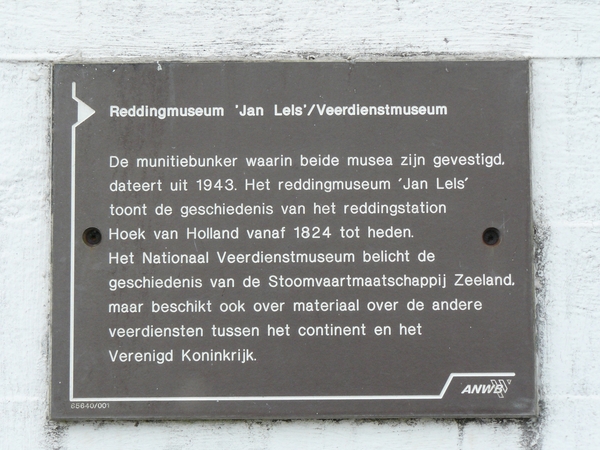 Reddingmuseum 'Jan Lels'/Veerdienstmuseum
De munitiebunker waarin beide musea zijn gevestigd,
dateert uit 1943. Het reddingmuseum 'Jan Lels'
toont de geschiedenis van het reddingstation
Hoek van Holland vanaf 1824 tot heden.
Het Nationaal Veerdienstmuseum belicht de
geschiedenis van de Stoomvaartmaatschappij Zeeland,
maar beschikt ook over materiaal over de andere
veerdiensten tussen het continent en het
Verenigd Koninkrijk.
65640/001
ANWB